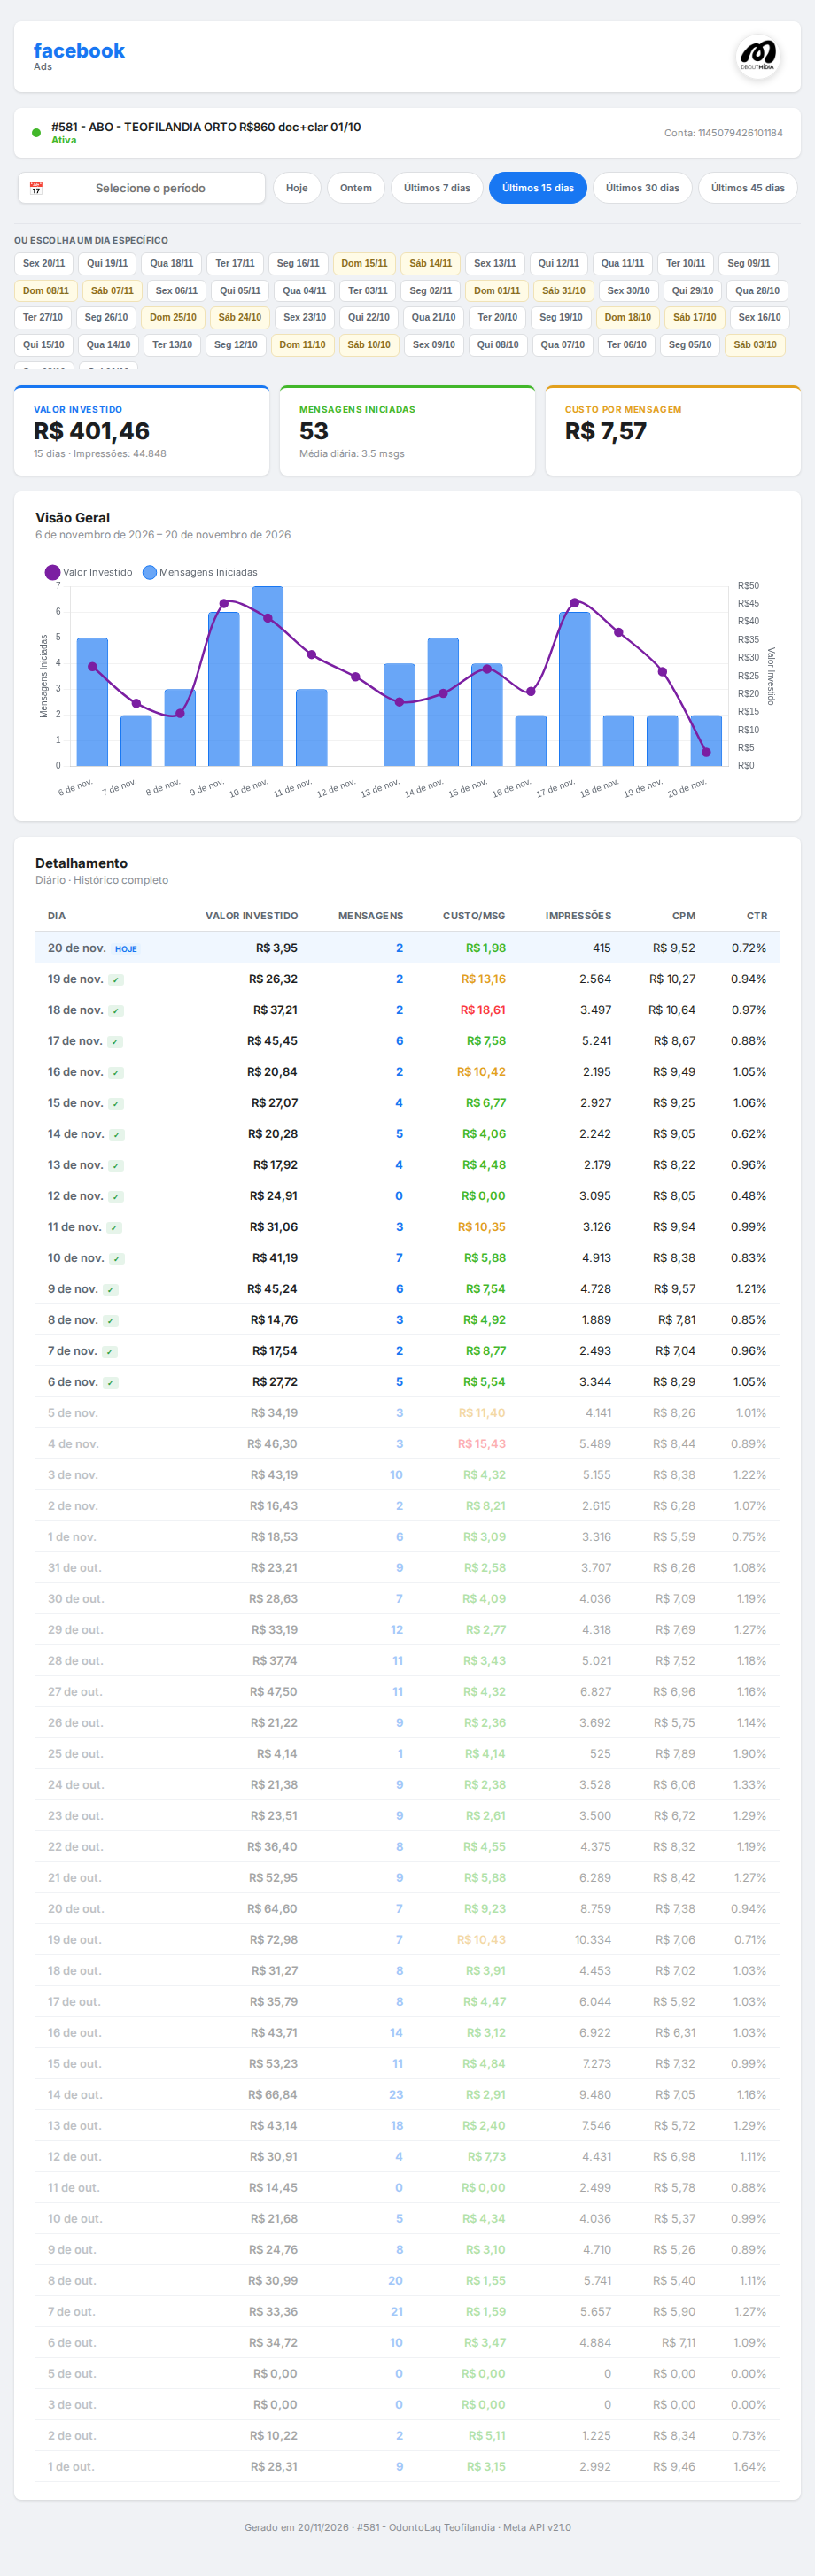 facebook
Ads
DBOUTMÍDIA
#581 - ABO - TEOFILANDIA ORTO R$860 doc+clar 01/10
Ativa
Conta: 1145079426101184
Selecione o período
Hoje
Ontem
Últimos 7 dias
Últimos 15 dias
Últimos 30 dias
Últimos 45 dias
OU ESCOLHA UM DIA ESPECÍFICO
Sex 20/11 Qui 19/11 Qua 18/11 Ter 17/11 Seg 16/11 Dom 15/11 Sáb 14/11 Sex 13/11 Qui 12/11 Qua 11/11 Ter 10/11 Seg 09/11
Dom 08/11 Sáb 07/11 Sex 06/11 Qui 05/11 Qua 04/11 Ter 03/11 Seg 02/11 Dom 01/11 Sáb 31/10 Sex 30/10 Qui 29/10 Qua 28/10
Ter 27/10 Seg 26/10 Dom 25/10 Sáb 24/10 Sex 23/10 Qui 22/10 Qua 21/10 Ter 20/10 Seg 19/10 Dom 18/10 Sáb 17/10 Sex 16/10
Qui 15/10 Qua 14/10 Ter 13/10 Seg 12/10 Dom 11/10 Sáb 10/10 Sex 09/10 Qui 08/10 Qua 07/10 Ter 06/10 Seg 05/10 Sáb 03/10
VALOR INVESTIDO
R$ 401,46
15 dias · Impressões: 44.848
MENSAGENS INICIADAS
53
Média diária: 3.5 msgs
CUSTO POR MENSAGEM
R$ 7,57
Visão Geral
6 de novembro de 2026 – 20 de novembro de 2026
Valor Investido Mensagens Iniciadas
7 R$50
R$45
6
R$40
5 R$35
4 R$30
R$25
3
R$20
2 R$15
1 R$10
R$5
0 R$0
Mensagens Iniciadas
Valor Investido
6 de nov. 7 de nov. 8 de nov. 9 de nov. 10 de nov. 11 de nov. 12 de nov. 13 de nov. 14 de nov. 15 de nov. 16 de nov. 17 de nov. 18 de nov. 19 de nov. 20 de nov.
Detalhamento
Diário · Histórico completo
DIA VALOR INVESTIDO MENSAGENS CUSTO/MSG IMPRESSÕES CPM CTR
20 de nov. HOJE R$ 3,95 2 R$ 1,98 415 R$ 9,52 0.72%
19 de nov. ✓ R$ 26,32 2 R$ 13,16 2.564 R$ 10,27 0.94%
18 de nov. ✓ R$ 37,21 2 R$ 18,61 3.497 R$ 10,64 0.97%
17 de nov. ✓ R$ 45,45 6 R$ 7,58 5.241 R$ 8,67 0.88%
16 de nov. ✓ R$ 20,84 2 R$ 10,42 2.195 R$ 9,49 1.05%
15 de nov. ✓ R$ 27,07 4 R$ 6,77 2.927 R$ 9,25 1.06%
14 de nov. ✓ R$ 20,28 5 R$ 4,06 2.242 R$ 9,05 0.62%
13 de nov. ✓ R$ 17,92 4 R$ 4,48 2.179 R$ 8,22 0.96%
12 de nov. ✓ R$ 24,91 0 R$ 0,00 3.095 R$ 8,05 0.48%
11 de nov. ✓ R$ 31,06 3 R$ 10,35 3.126 R$ 9,94 0.99%
10 de nov. ✓ R$ 41,19 7 R$ 5,88 4.913 R$ 8,38 0.83%
9 de nov. ✓ R$ 45,24 6 R$ 7,54 4.728 R$ 9,57 1.21%
8 de nov. ✓ R$ 14,76 3 R$ 4,92 1.889 R$ 7,81 0.85%
7 de nov. ✓ R$ 17,54 2 R$ 8,77 2.493 R$ 7,04 0.96%
6 de nov. ✓ R$ 27,72 5 R$ 5,54 3.344 R$ 8,29 1.05%
5 de nov. R$ 34,19 3 R$ 11,40 4.141 R$ 8,26 1.01%
4 de nov. R$ 46,30 3 R$ 15,43 5.489 R$ 8,44 0.89%
3 de nov. R$ 43,19 10 R$ 4,32 5.155 R$ 8,38 1.22%
2 de nov. R$ 16,43 2 R$ 8,21 2.615 R$ 6,28 1.07%
1 de nov. R$ 18,53 6 R$ 3,09 3.316 R$ 5,59 0.75%
31 de out. R$ 23,21 9 R$ 2,58 3.707 R$ 6,26 1.08%
30 de out. R$ 28,63 7 R$ 4,09 4.036 R$ 7,09 1.19%
29 de out. R$ 33,19 12 R$ 2,77 4.318 R$ 7,69 1.27%
28 de out. R$ 37,74 11 R$ 3,43 5.021 R$ 7,52 1.18%
27 de out. R$ 47,50 11 R$ 4,32 6.827 R$ 6,96 1.16%
26 de out. R$ 21,22 9 R$ 2,36 3.692 R$ 5,75 1.14%
25 de out. R$ 4,14 1 R$ 4,14 525 R$ 7,89 1.90%
24 de out. R$ 21,38 9 R$ 2,38 3.528 R$ 6,06 1.33%
23 de out. R$ 23,51 9 R$ 2,61 3.500 R$ 6,72 1.29%
22 de out. R$ 36,40 8 R$ 4,55 4.375 R$ 8,32 1.19%
21 de out. R$ 52,95 9 R$ 5,88 6.289 R$ 8,42 1.27%
20 de out. R$ 64,60 7 R$ 9,23 8.759 R$ 7,38 0.94%
19 de out. R$ 72,98 7 R$ 10,43 10.334 R$ 7,06 0.71%
18 de out. R$ 31,27 8 R$ 3,91 4.453 R$ 7,02 1.03%
17 de out. R$ 35,79 8 R$ 4,47 6.044 R$ 5,92 1.03%
16 de out. R$ 43,71 14 R$ 3,12 6.922 R$ 6,31 1.03%
15 de out. R$ 53,23 11 R$ 4,84 7.273 R$ 7,32 0.99%
14 de out. R$ 66,84 23 R$ 2,91 9.480 R$ 7,05 1.16%
13 de out. R$ 43,14 18 R$ 2,40 7.546 R$ 5,72 1.29%
12 de out. R$ 30,91 4 R$ 7,73 4.431 R$ 6,98 1.11%
11 de out. R$ 14,45 0 R$ 0,00 2.499 R$ 5,78 0.88%
10 de out. R$ 21,68 5 R$ 4,34 4.036 R$ 5,37 0.99%
9 de out. R$ 24,76 8 R$ 3,10 4.710 R$ 5,26 0.89%
8 de out. R$ 30,99 20 R$ 1,55 5.741 R$ 5,40 1.11%
7 de out. R$ 33,36 21 R$ 1,59 5.657 R$ 5,90 1.27%
6 de out. R$ 34,72 10 R$ 3,47 4.884 R$ 7,11 1.09%
5 de out. R$ 0,00 0 R$ 0,00 0 R$ 0,00 0.00%
3 de out. R$ 0,00 0 R$ 0,00 0 R$ 0,00 0.00%
2 de out. R$ 10,22 2 R$ 5,11 1.225 R$ 8,34 0.73%
1 de out. R$ 28,31 9 R$ 3,15 2.992 R$ 9,46 1.64%
Gerado em 20/11/2026 · #581 - OdontoLaq Teofilandia · Meta API v21.0